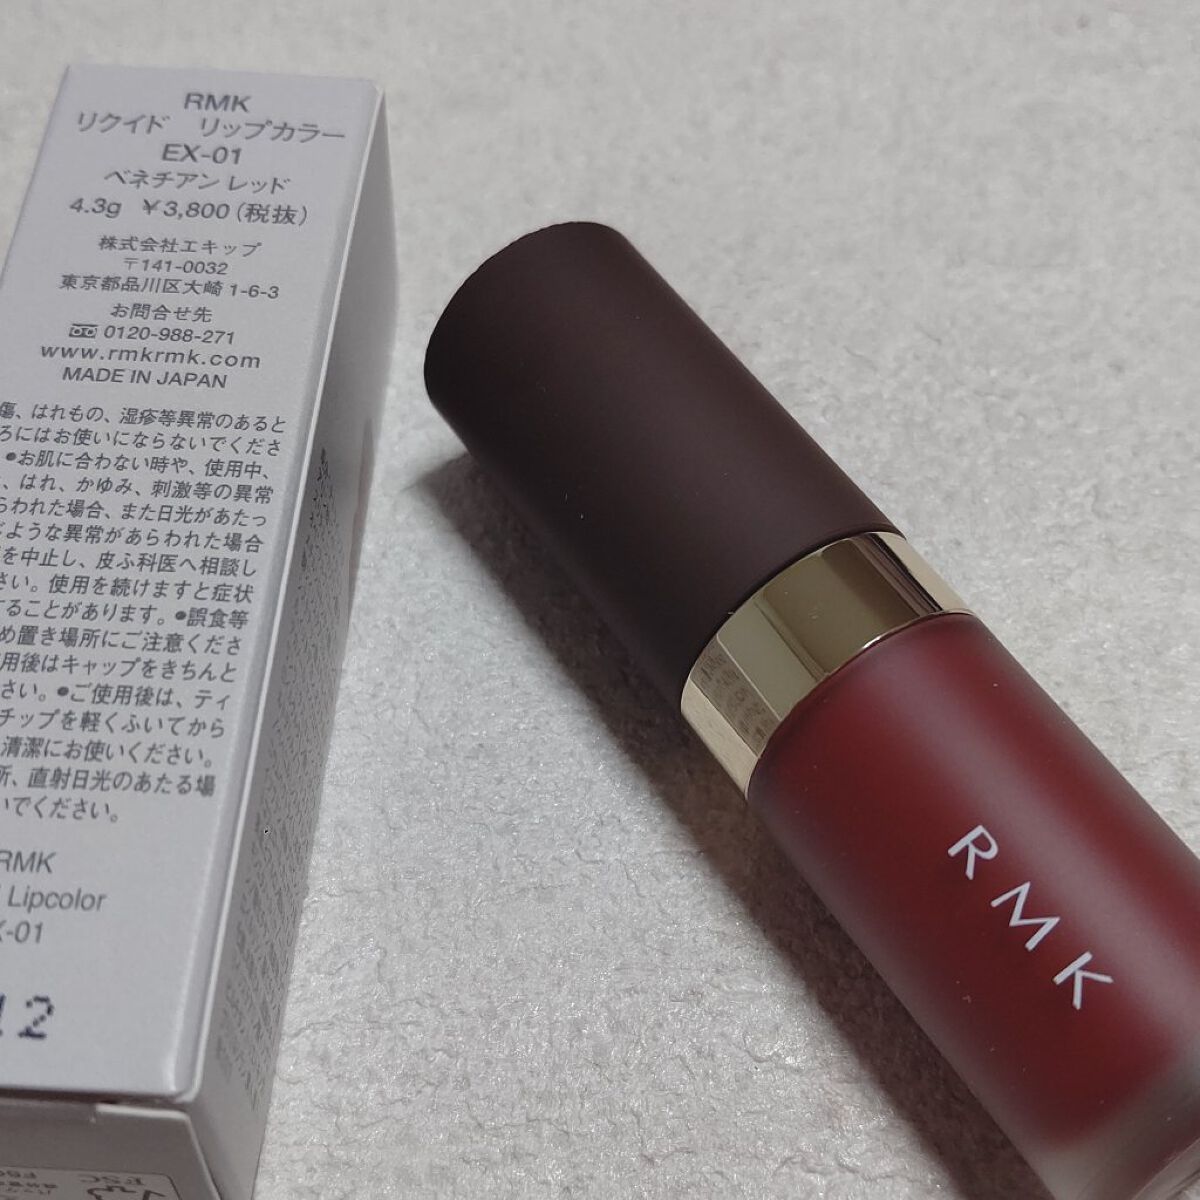 RMK
リクイド リップカラー
EX-01
ベネチアン レッド
4.3g ¥3,800(税抜)
株式会社エキップ
〒141-0032
東京都品川区大崎 1-6-3
お問合せ先
0120-988-271
www.rmkrmk.com
MADE IN JAPAN
傷、はれもの、湿疹等異常のあると
ろにはお使いにならないでくださ
●お肌に合わない時や、使用中、
、はれ、かゆみ、刺激等の異常
らわれた場合、また日光があたっ
ような異常があらわれた場合
を中止し、皮ふ科医へ相談し
さい。使用を続けますと症状
することがあります。●誤食等
め置き場所にご注意くださ
用後はキャップをきちんと
さい。●ご使用後は、ティ
チップを軽くふいてから
清潔にお使いください。
所、直射日光のあたる場
いでください。
RMK
Lipcolor
X-01
12
FSC
RMK